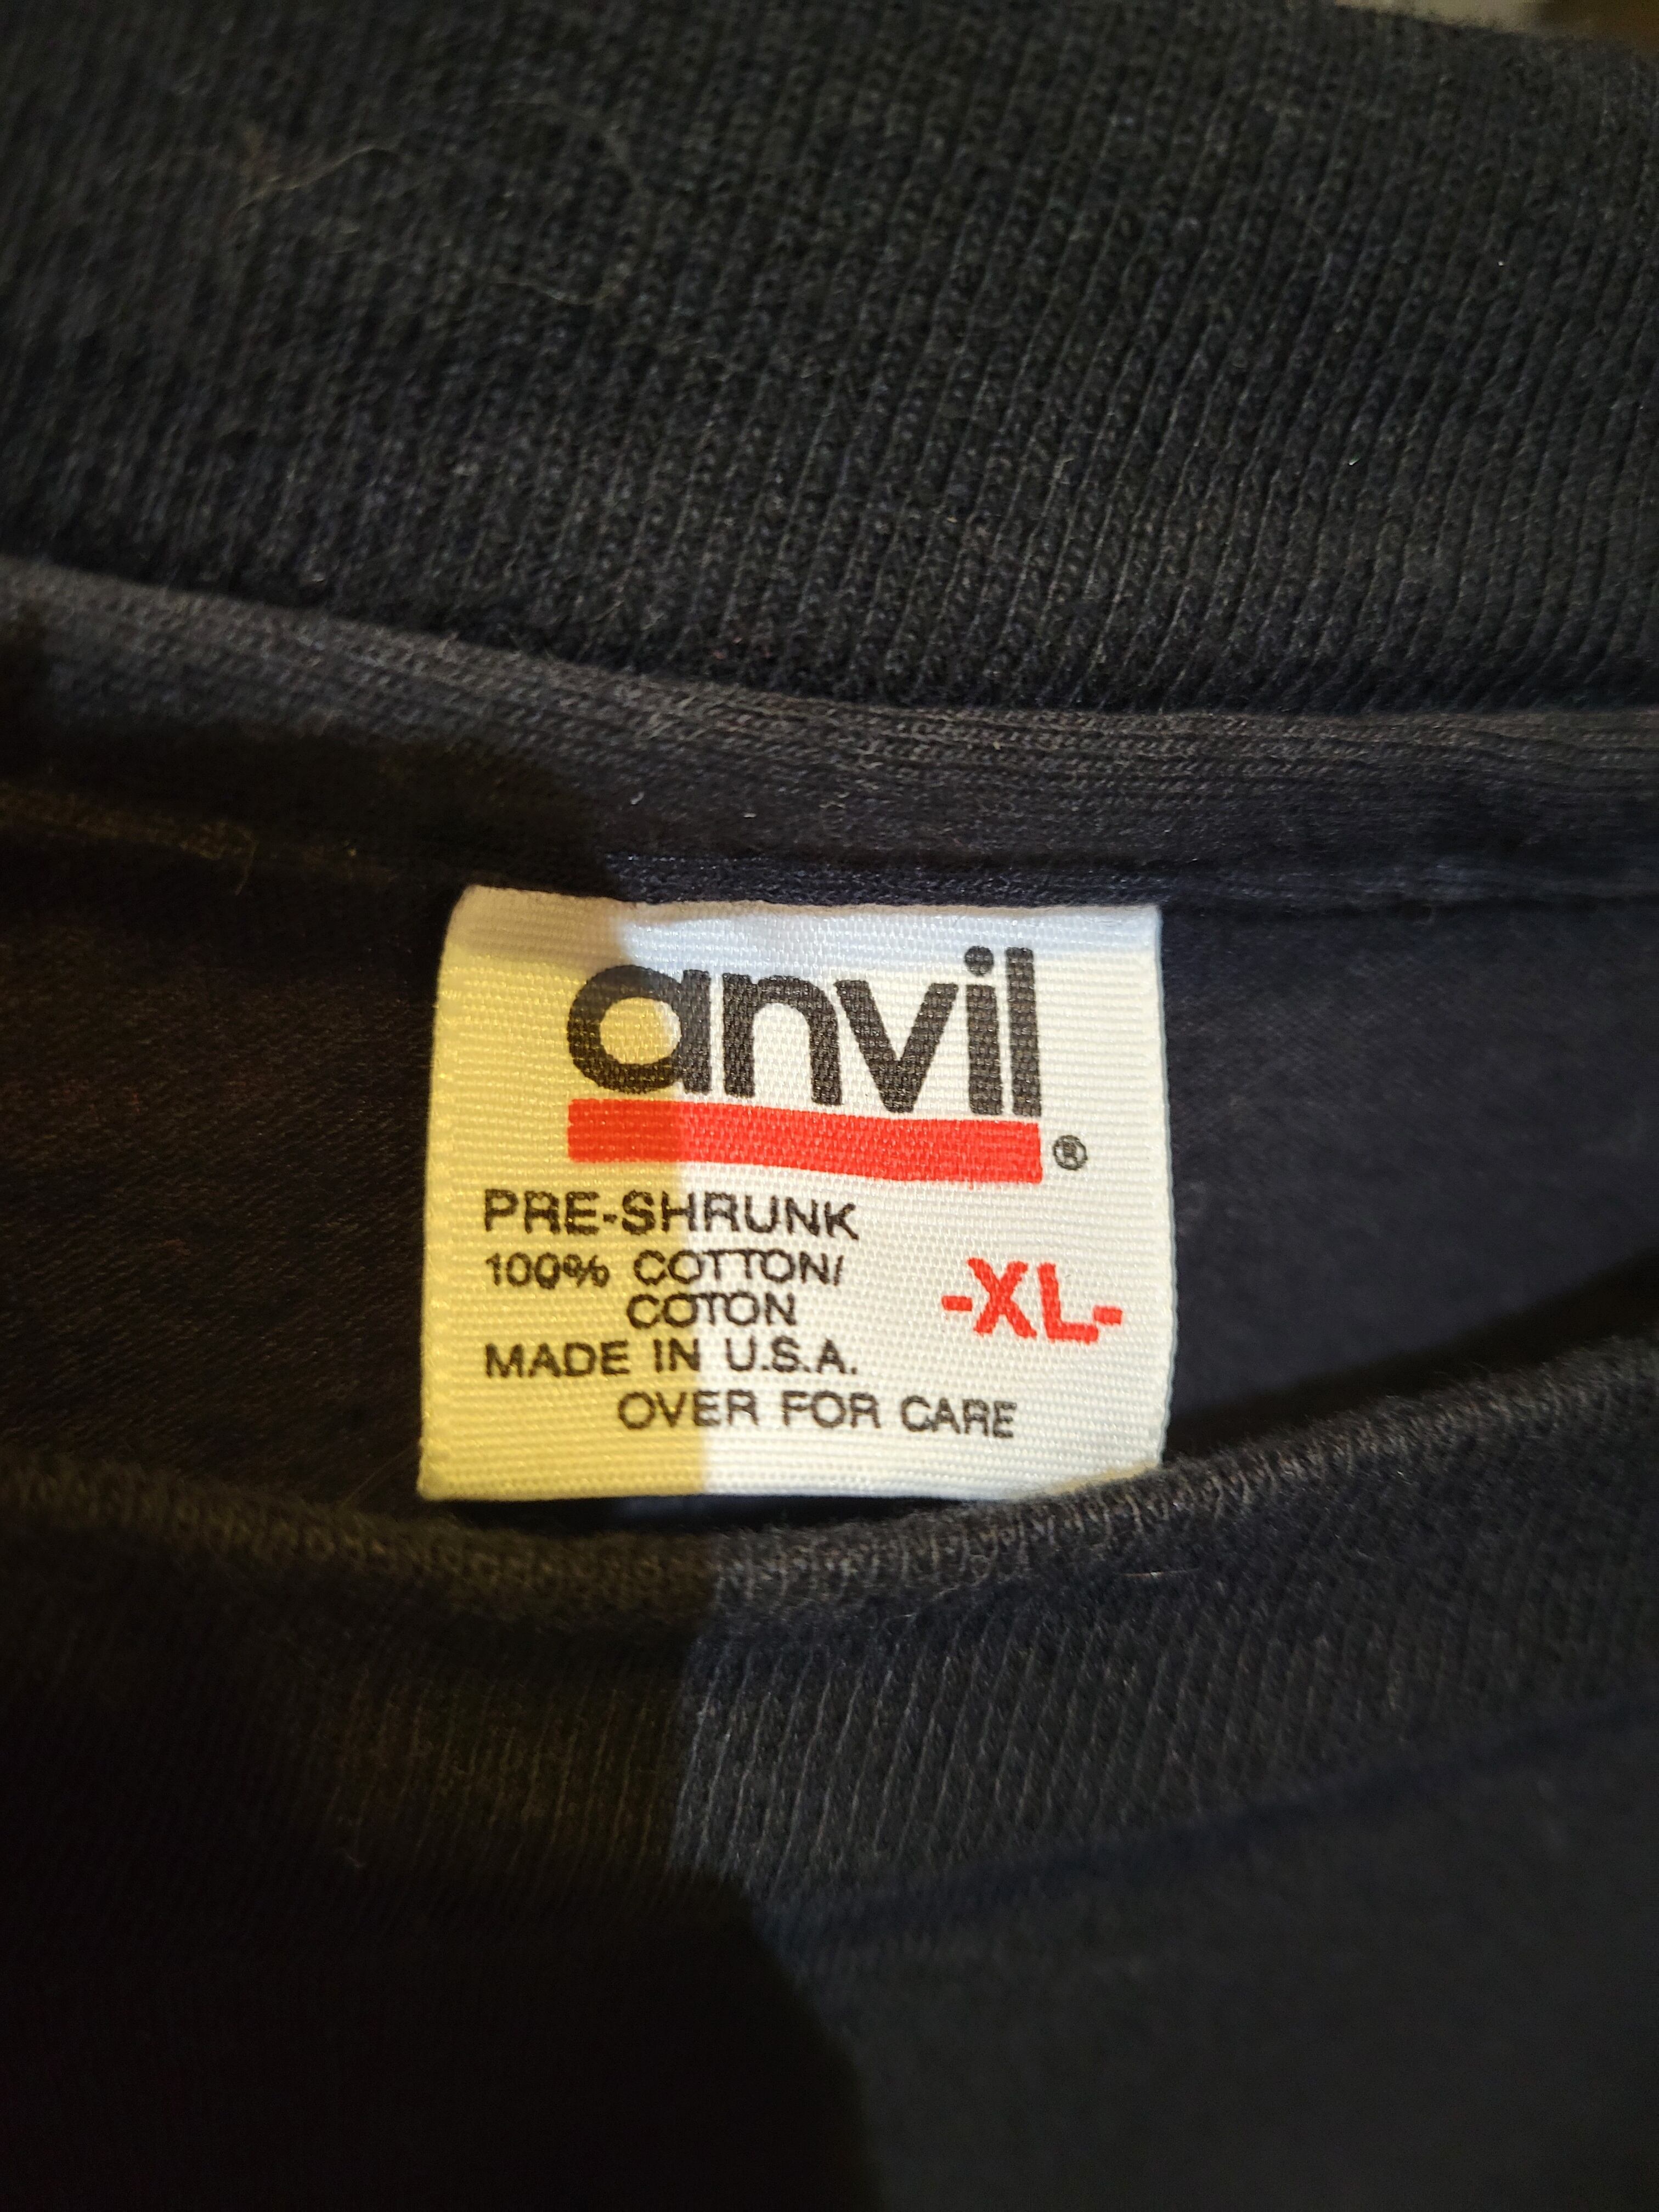 anvil®
PRE-SHRUNK
100% COTTON/
COTON
-XL-
MADE IN U.S.A.
OVER FOR CARE